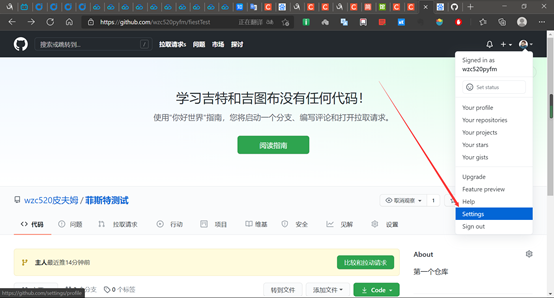 https://github.com/wzc520pyfm/fiestTest
正在翻译
搜索或跳转到...
/
拉取请求s 问题 市场 探讨
Signed in as
wzc520pyfm
Set status
Your profile
Your repositories
Your projects
Your stars
Your gists
Upgrade
Feature preview
Help
Settings
Sign out
学习吉特和吉图布没有任何代码！
使用"你好世界"指南，您将启动一个分支、编写评论和打开拉取请求。
阅读指南
wzc520皮夫姆 / 菲斯特测试
取消观察 1
代码 问题 拉取请求 行动 项目 维基 安全 见解 设置
主人最近推14分钟前
比较和拉动请求
About
第一个仓库
个分支 0 个标签
转到文件 添加文件 Code
https://github.com/settings/profile